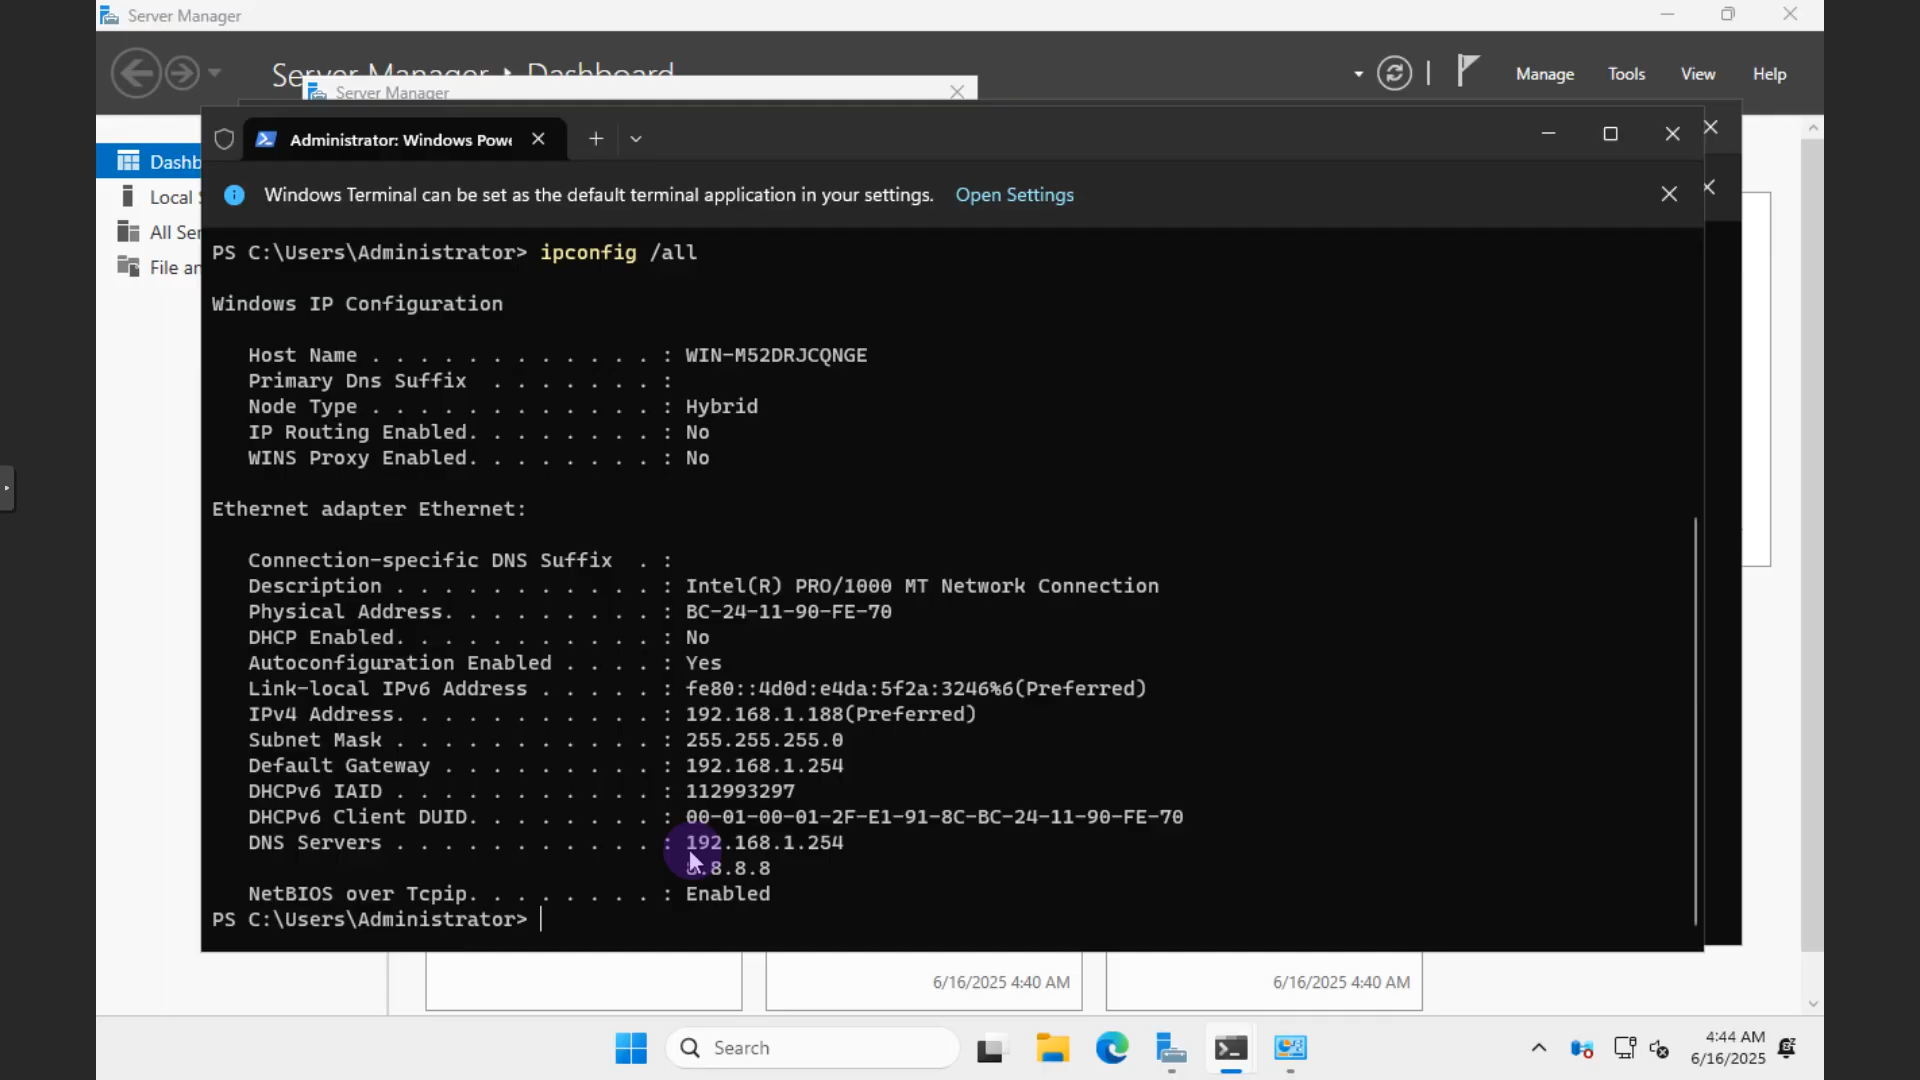 Server Manager
Server Manager ‣ Dashboard
Manage Tools View Help
Server Manager
Administrator: Windows Powe
Windows Terminal can be set as the default terminal application in your settings. Open Settings
Dashb
Local
All Ser
File an
PS C:\Users\Administrator> ipconfig /all
Windows IP Configuration
Host Name . . . . . . . . . . . . : WIN-M52DRJCQNGE
Primary Dns Suffix  . . . . . . . :
Node Type . . . . . . . . . . . . : Hybrid
IP Routing Enabled. . . . . . . . : No
WINS Proxy Enabled. . . . . . . . : No
Ethernet adapter Ethernet:
Connection-specific DNS Suffix  . :
Description . . . . . . . . . . . : Intel(R) PRO/1000 MT Network Connection
Physical Address. . . . . . . . . : BC-24-11-90-FE-70
DHCP Enabled. . . . . . . . . . . : No
Autoconfiguration Enabled . . . . : Yes
Link-local IPv6 Address . . . . . : fe80::4d0d:e4da:5f2a:3246%6(Preferred)
IPv4 Address. . . . . . . . . . . : 192.168.1.188(Preferred)
Subnet Mask . . . . . . . . . . . : 255.255.255.0
Default Gateway . . . . . . . . . : 192.168.1.254
DHCPv6 IAID . . . . . . . . . . . : 112993297
DHCPv6 Client DUID. . . . . . . . : 00-01-00-01-2F-E1-91-8C-BC-24-11-90-FE-70
DNS Servers . . . . . . . . . . . : 192.168.1.254
8.8.8.8
NetBIOS over Tcpip. . . . . . . . : Enabled
PS C:\Users\Administrator>
6/16/2025 4:40 AM 6/16/2025 4:40 AM
Search
4:44 AM
6/16/2025